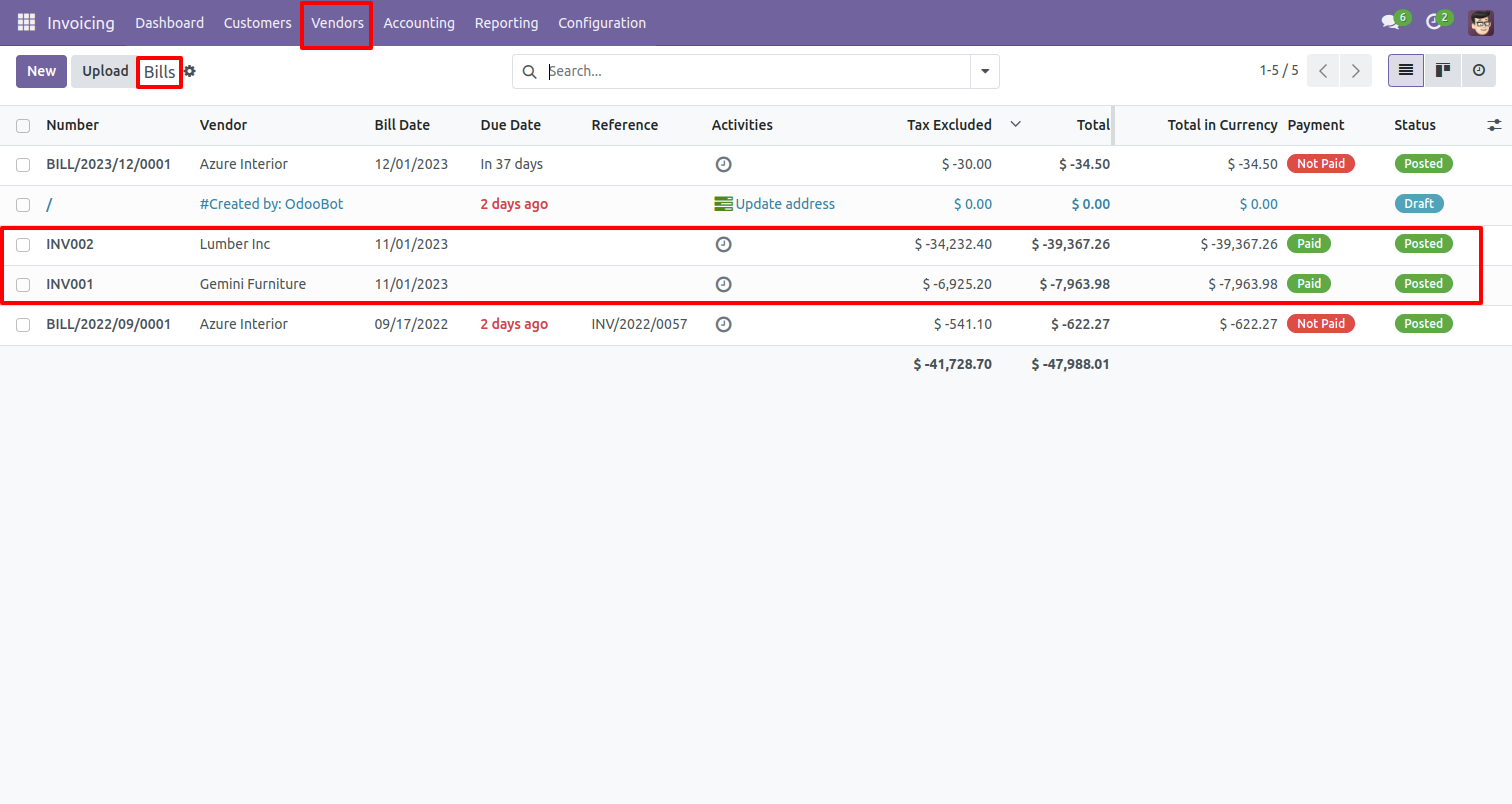 Invoicing Dashboard Customers Vendors Accounting Reporting Configuration 6 2
New Upload Bills Search... 1-5 / 5
Number Vendor Bill Date Due Date Reference Activities Tax Excluded Total Total in Currency Payment Status
BILL/2023/12/0001 Azure Interior 12/01/2023 In 37 days $ -30.00 $ -34.50 $ -34.50 Not Paid Posted
/ #Created by: OdooBot 2 days ago Update address $ 0.00 $ 0.00 $ 0.00 Draft
INV002 Lumber Inc 11/01/2023 $ -34,232.40 $ -39,367.26 $ -39,367.26 Paid Posted
INV001 Gemini Furniture 11/01/2023 $ -6,925.20 $ -7,963.98 $ -7,963.98 Paid Posted
BILL/2022/09/0001 Azure Interior 09/17/2022 2 days ago INV/2022/0057 $ -541.10 $ -622.27 $ -622.27 Not Paid Posted
$ -41,728.70 $ -47,988.01